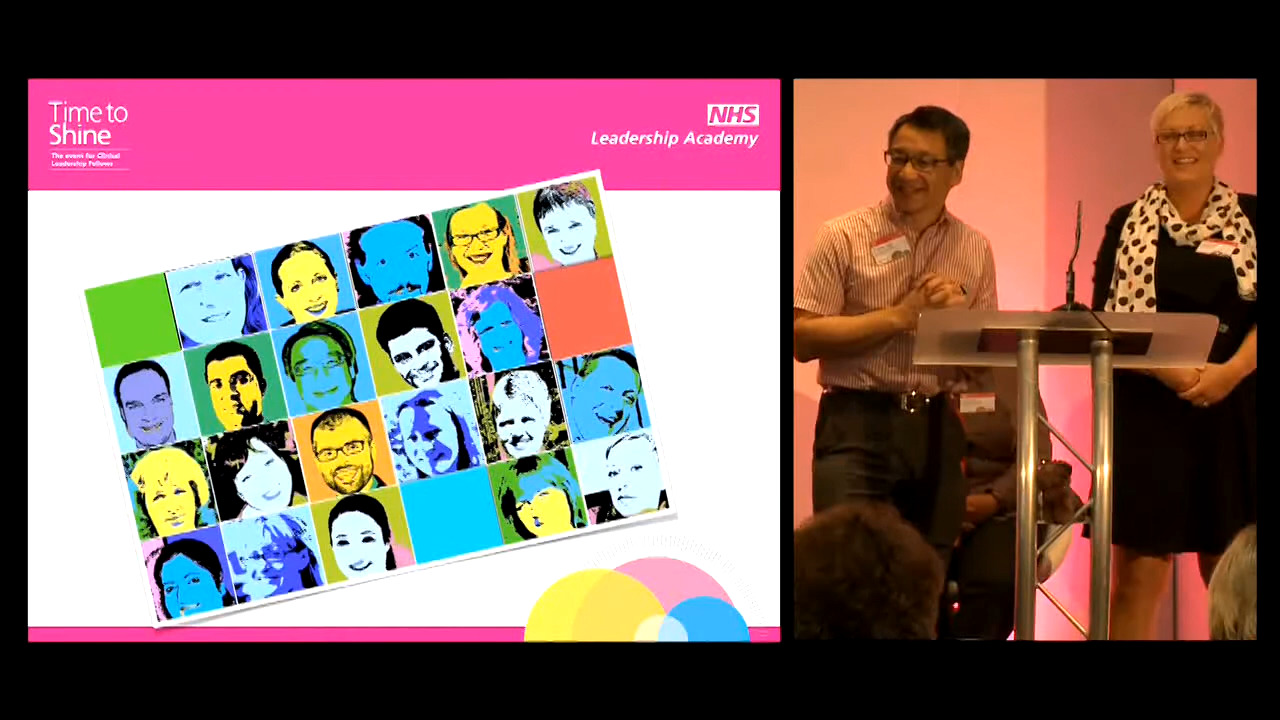 Time to
Shine
The event for Clinical
Leadership Fellows
NHS
Leadership Academy